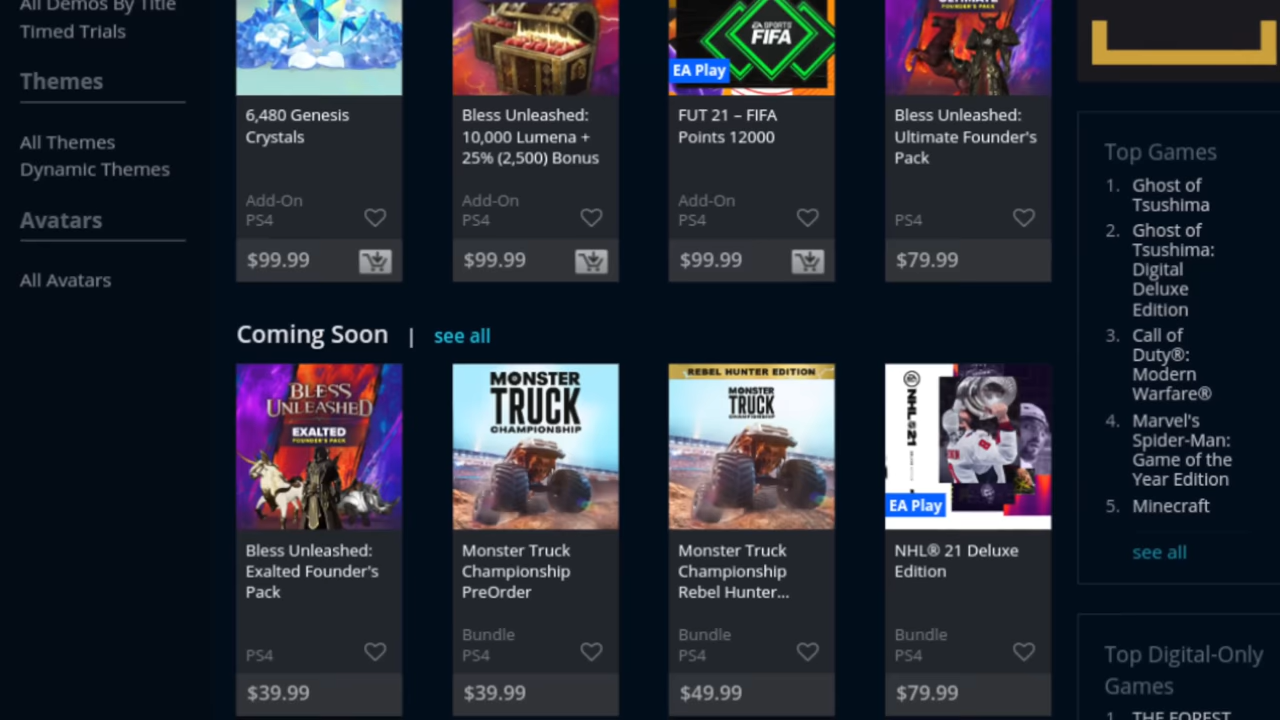 All Demos By Title
Timed Trials
Themes
All Themes
Dynamic Themes
Avatars
All Avatars
ULTIMATE
FOUNDER'S PACK
EA SPORTS
FIFA
EA Play
6,480 Genesis
Crystals
Add-On
PS4
$99.99
Bless Unleashed:
10,000 Lumena +
25% (2,500) Bonus
Add-On
PS4
$99.99
FUT 21 – FIFA
Points 12000
Add-On
PS4
$99.99
Bless Unleashed:
Ultimate Founder's
Pack
PS4
$79.99
Coming Soon | see all
BLESS
UNLEASHED
EXALTED
FOUNDER'S PACK
MONSTER
TRUCK
CHAMPIONSHIP
REBEL HUNTER EDITION
MONSTER
TRUCK
CHAMPIONSHIP
NHL 21
EA Play
Bless Unleashed:
Exalted Founder's
Pack
PS4
$39.99
Monster Truck
Championship
PreOrder
Bundle
PS4
$39.99
Monster Truck
Championship
Rebel Hunter...
Bundle
PS4
$49.99
NHL® 21 Deluxe
Edition
Bundle
PS4
$79.99
Top Games
1. Ghost of
Tsushima
2. Ghost of
Tsushima:
Digital
Deluxe
Edition
3. Call of
Duty®:
Modern
Warfare®
4. Marvel's
Spider-Man:
Game of the
Year Edition
5. Minecraft
see all
Top Digital-Only
Games
1. THE FOREST